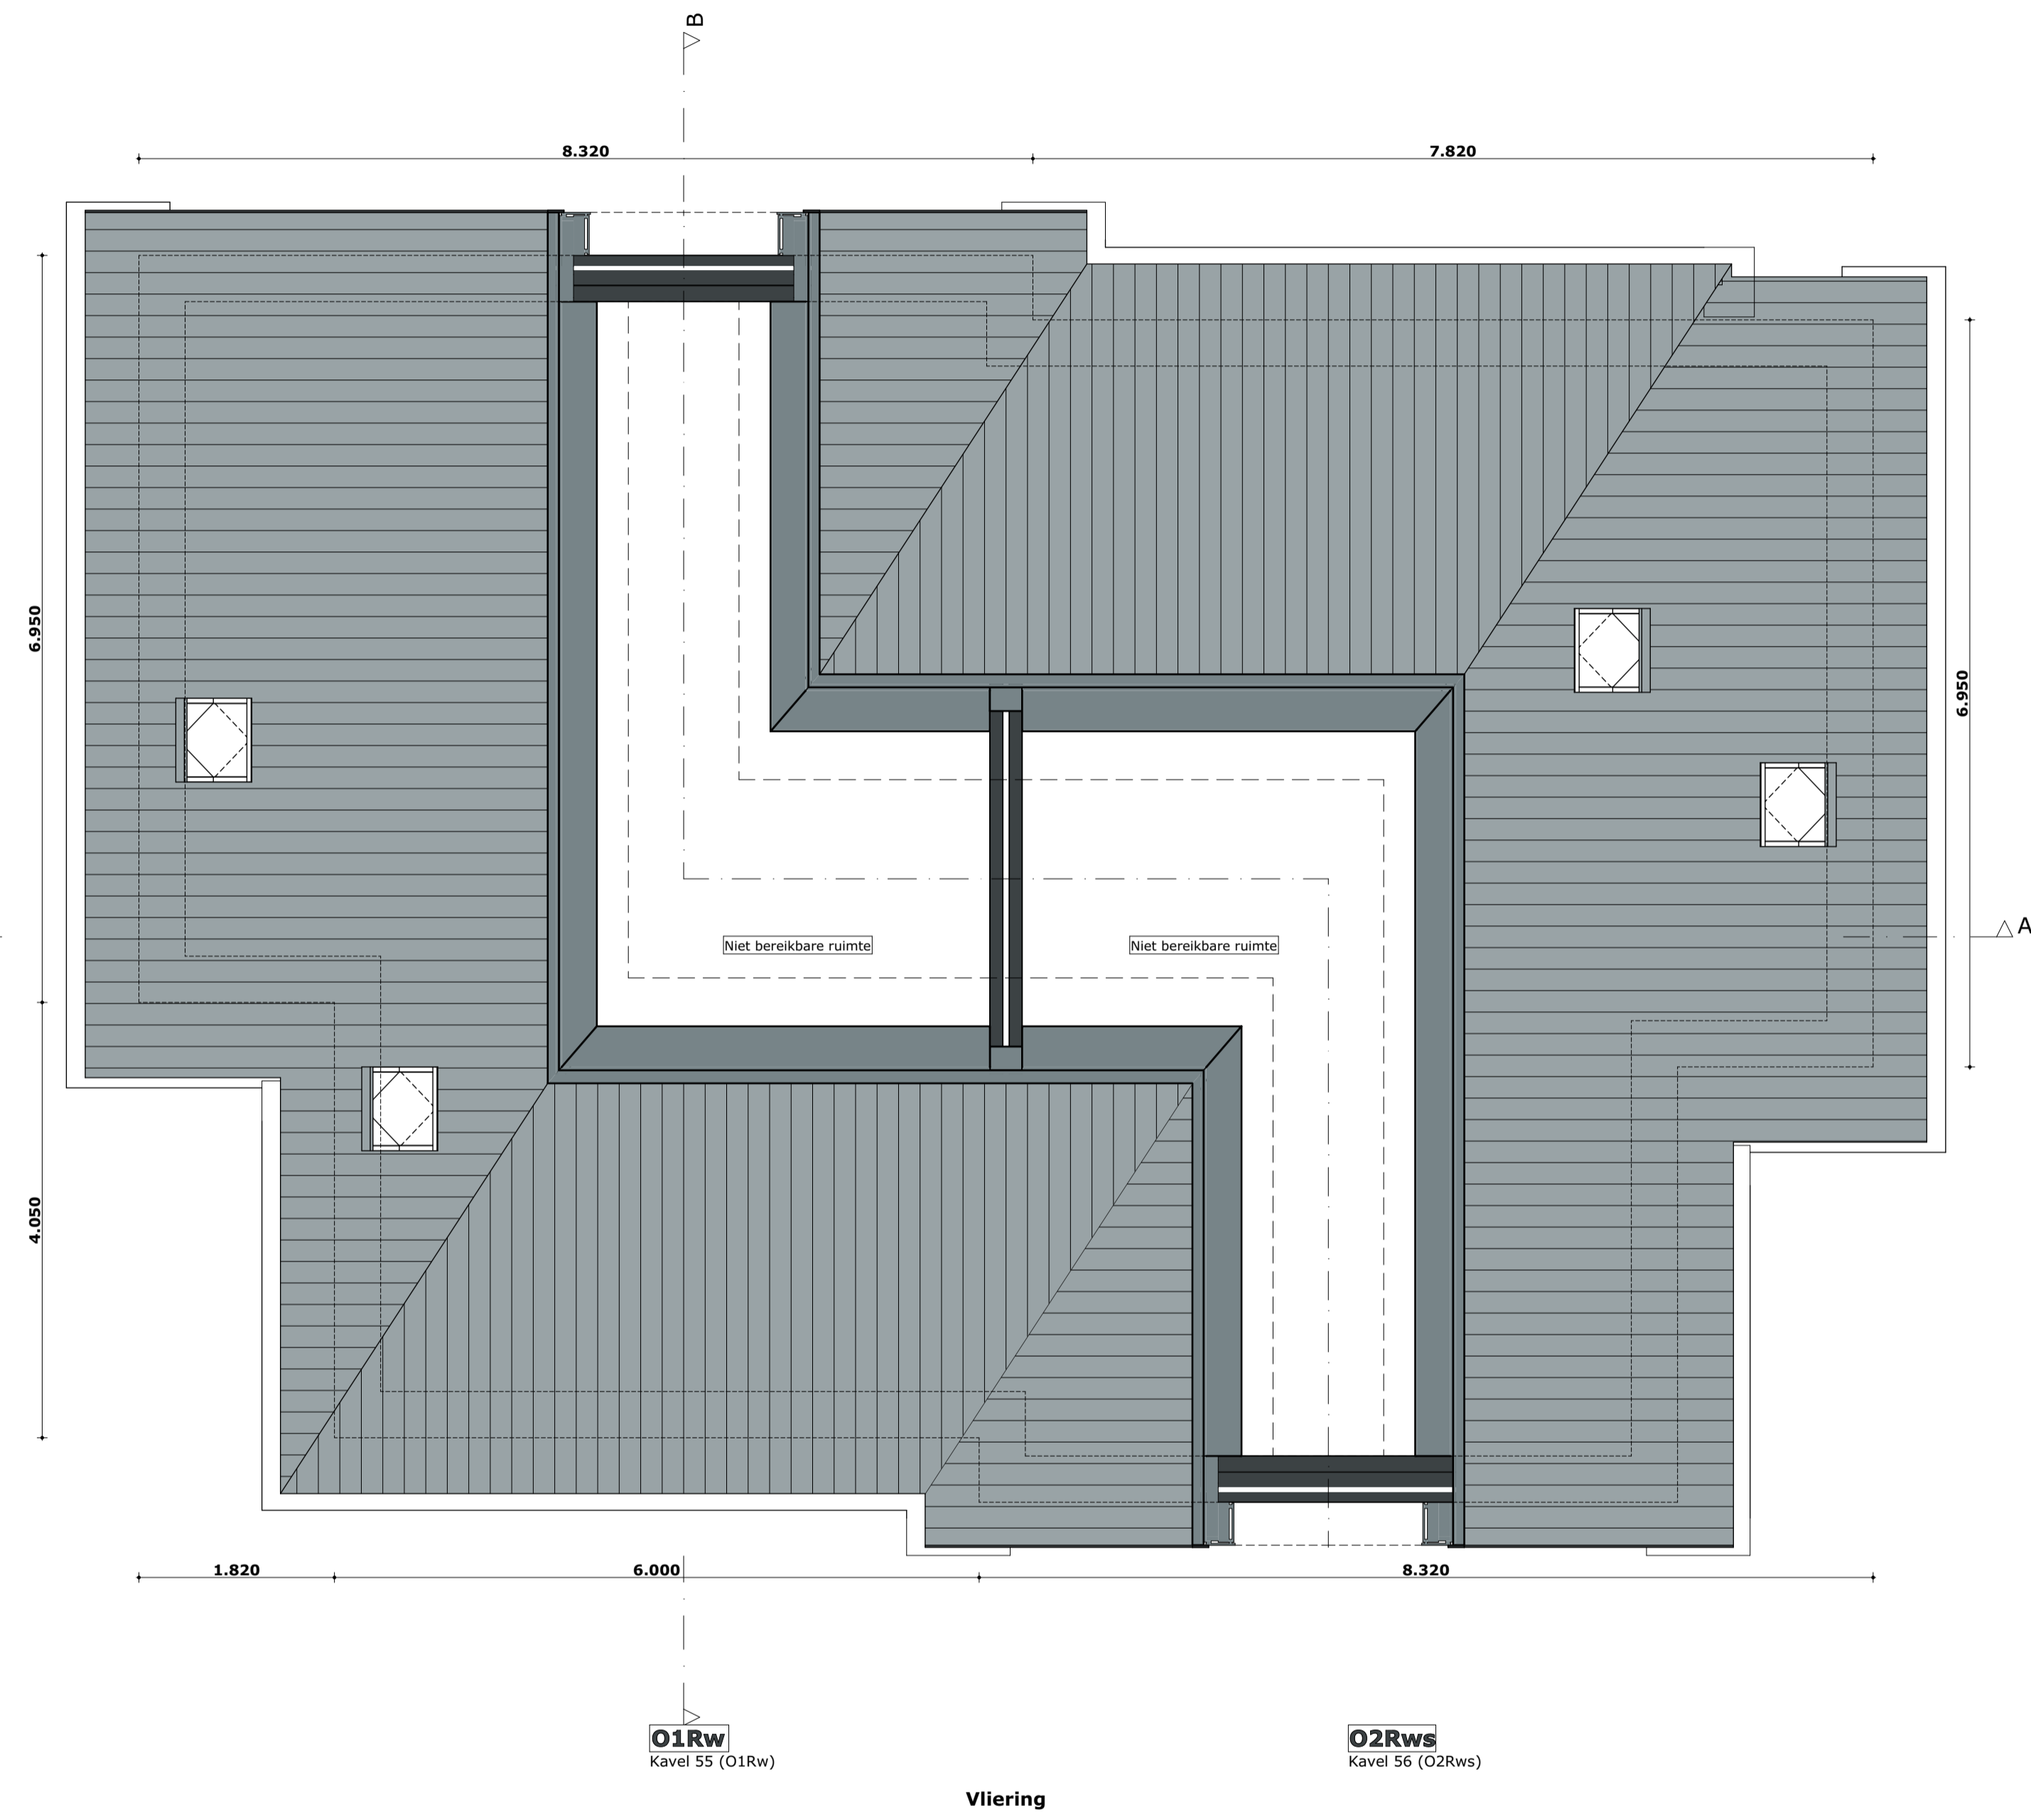 B
8.320
7.820
6.950
6.950
A
Niet bereikbare ruimte
Niet bereikbare ruimte
4.050
1.820
6.000
8.320
O1Rw
Kavel 55 (O1Rw)
O2Rws
Kavel 56 (O2Rws)
Vliering